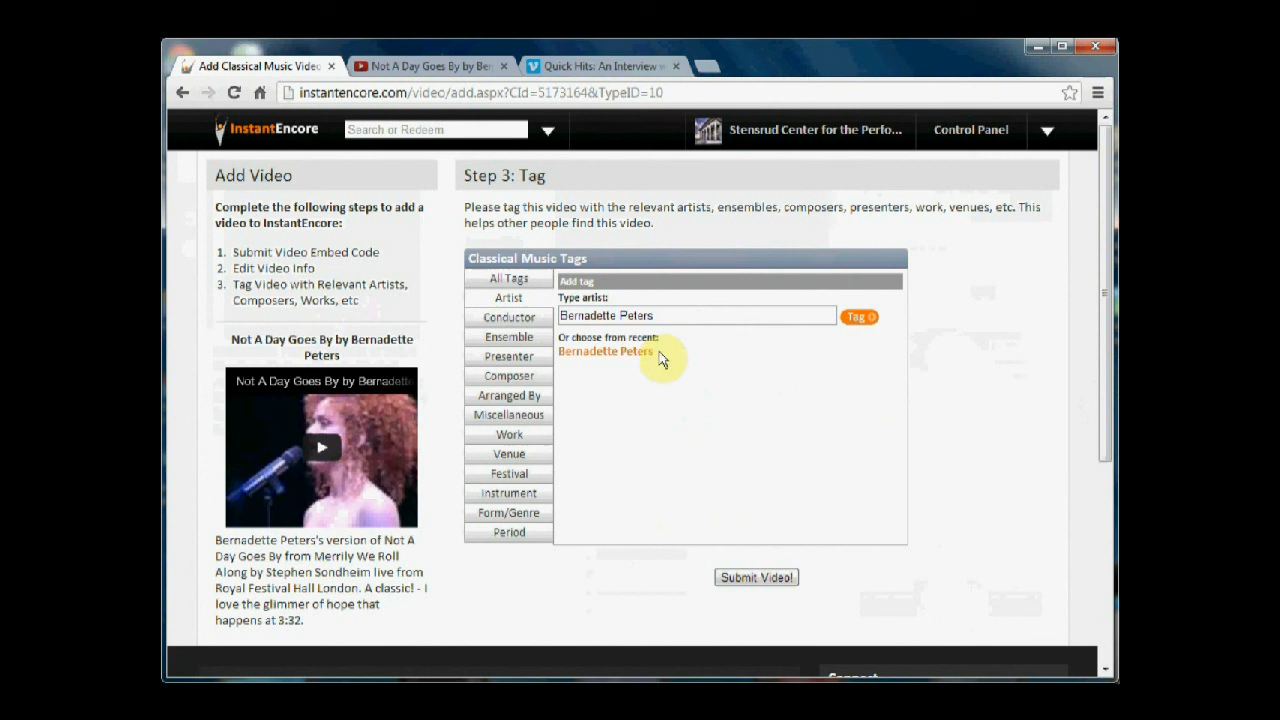 Add Classical Music Video
Not A Day Goes By by Ber
Quick Hits: An Interview w
instantencore.com/video/add.aspx?CId=5173164&TypeID=10
InstantEncore
Search or Redeem
Stensrud Center for the Perfo...
Control Panel
Add Video
Complete the following steps to add a
video to InstantEncore:
1. Submit Video Embed Code
2. Edit Video Info
3. Tag Video with Relevant Artists,
Composers, Works, etc
Not A Day Goes By by Bernadette
Peters
Not A Day Goes By by Bernadette
Bernadette Peters's version of Not A
Day Goes By from Merrily We Roll
Along by Stephen Sondheim live from
Royal Festival Hall London. A classic! - I
love the glimmer of hope that
happens at 3:32.
Step 3: Tag
Please tag this video with the relevant artists, ensembles, composers, presenters, work, venues, etc. This
helps other people find this video.
Classical Music Tags
All Tags
Artist
Conductor
Ensemble
Presenter
Composer
Arranged By
Miscellaneous
Work
Venue
Festival
Instrument
Form/Genre
Period
Add tag
Type artist:
Bernadette Peters
Tag
Or choose from recent:
Bernadette Peters
Submit Video!
Connect